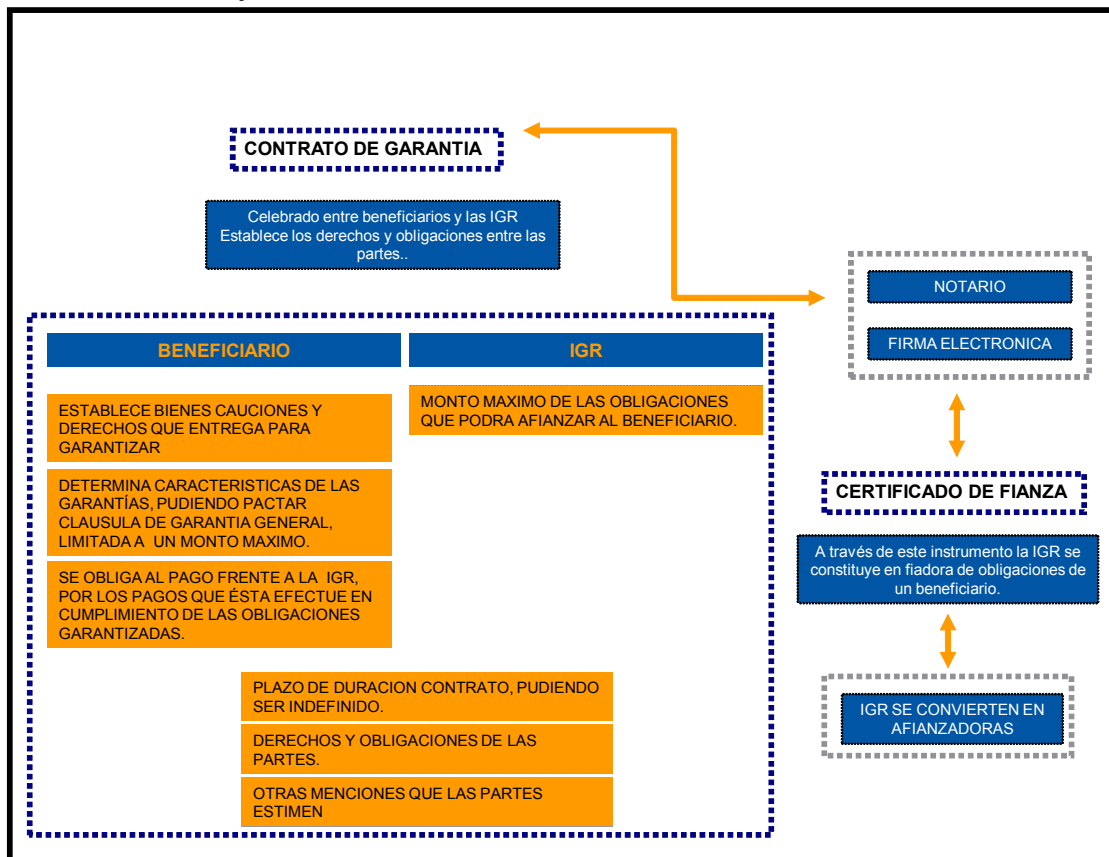 CONTRATO DE GARANTIA
Celebrado entre beneficiarios y las IGR
Establece los derechos y obligaciones entre las
partes..
NOTARIO
FIRMA ELECTRONICA
BENEFICIARIO
IGR
ESTABLECE BIENES CAUCIONES Y
DERECHOS QUE ENTREGA PARA
GARANTIZAR
DETERMINA CARACTERISTICAS DE LAS
GARANTÍAS, PUDIENDO PACTAR
CLAUSULA DE GARANTIA GENERAL,
LIMITADA A UN MONTO MAXIMO.
SE OBLIGA AL PAGO FRENTE A LA IGR,
POR LOS PAGOS QUE ÉSTA EFECTUE EN
CUMPLIMIENTO DE LAS OBLIGACIONES
GARANTIZADAS.
MONTO MAXIMO DE LAS OBLIGACIONES
QUE PODRA AFIANZAR AL BENEFICIARIO.
PLAZO DE DURACION CONTRATO, PUDIENDO
SER INDEFINIDO.
DERECHOS Y OBLIGACIONES DE LAS
PARTES.
OTRAS MENCIONES QUE LAS PARTES
ESTIMEN
CERTIFICADO DE FIANZA
A través de este instrumento la IGR se
constituye en fiadora de obligaciones de
un beneficiario.
IGR SE CONVIERTEN EN
AFIANZADORAS